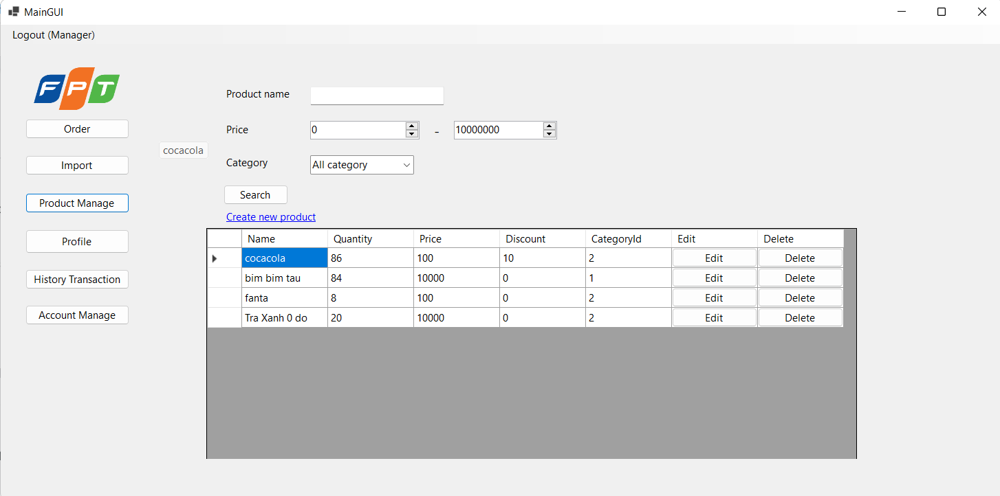 MainGUI
Logout (Manager)
FPT
Order
Import
Product Manage
Profile
History Transaction
Account Manage
cocacola
Product name
Price 0 - 10000000
Category All category
Search
Create new product
Name Quantity Price Discount CategoryId Edit Delete
cocacola 86 100 10 2 Edit Delete
bim bim tau 84 10000 0 1 Edit Delete
fanta 8 100 0 2 Edit Delete
Tra Xanh 0 do 20 10000 0 2 Edit Delete